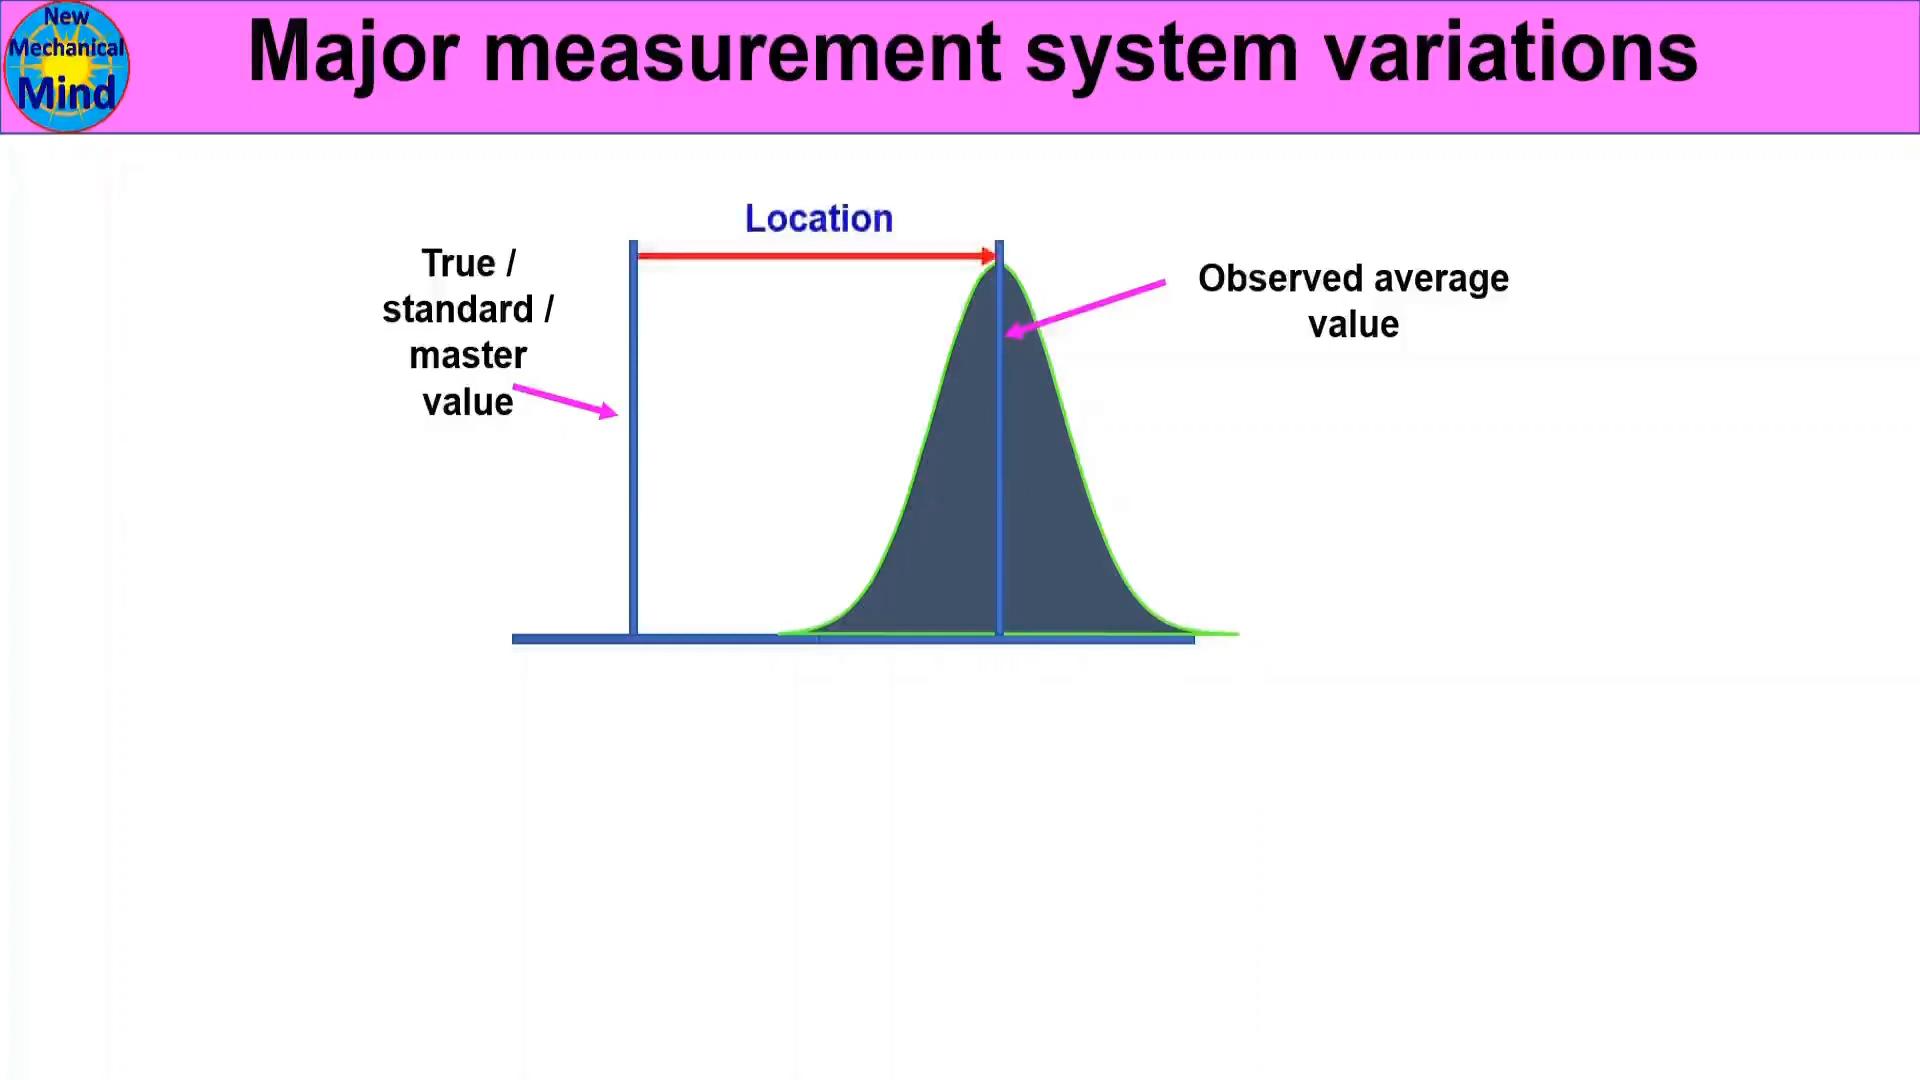 New
Mechanical
Mind
Major measurement system variations
Location
True /
standard /
master
value
Observed average
value